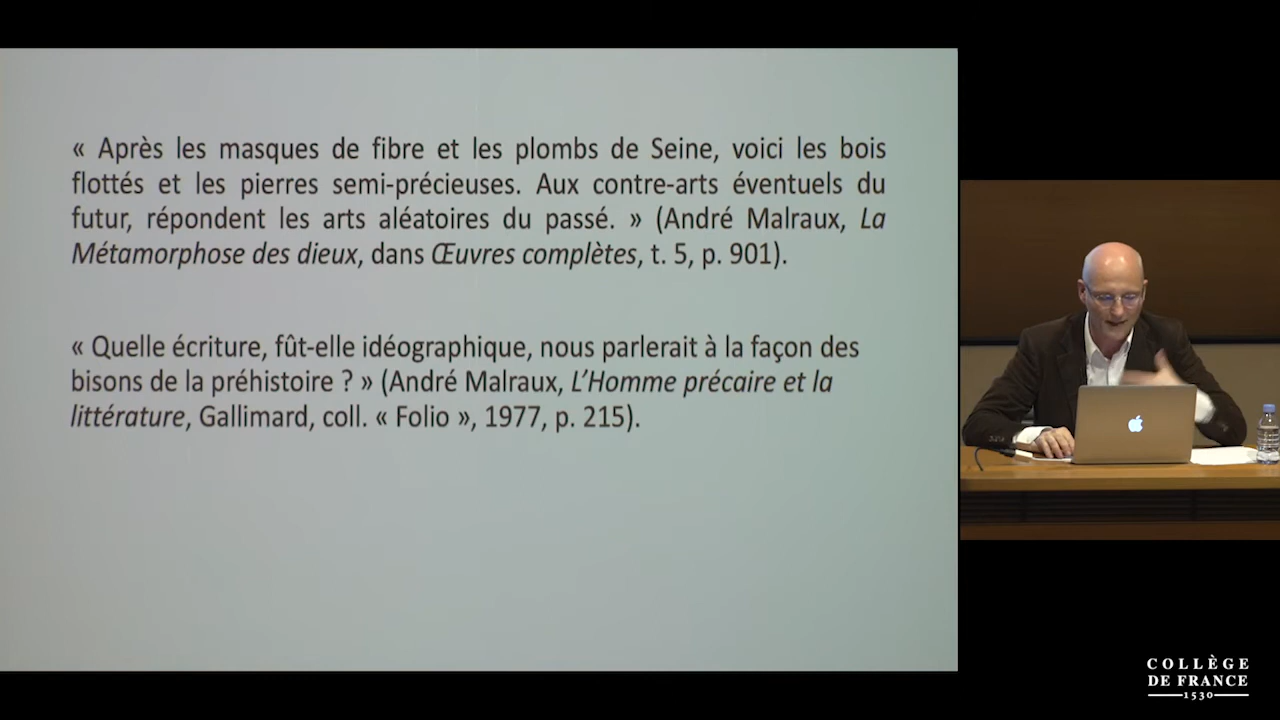 « Après les masques de fibre et les plombs de Seine, voici les bois
flottés et les pierres semi-précieuses. Aux contre-arts éventuels du
futur, répondent les arts aléatoires du passé. » (André Malraux, La
Métamorphose des dieux, dans Œuvres complètes, t. 5, p. 901).
« Quelle écriture, fût-elle idéographique, nous parlerait à la façon des
bisons de la préhistoire ? » (André Malraux, L’Homme précaire et la
littérature, Gallimard, coll. « Folio », 1977, p. 215).
COLLÈGE
DE FRANCE
1530